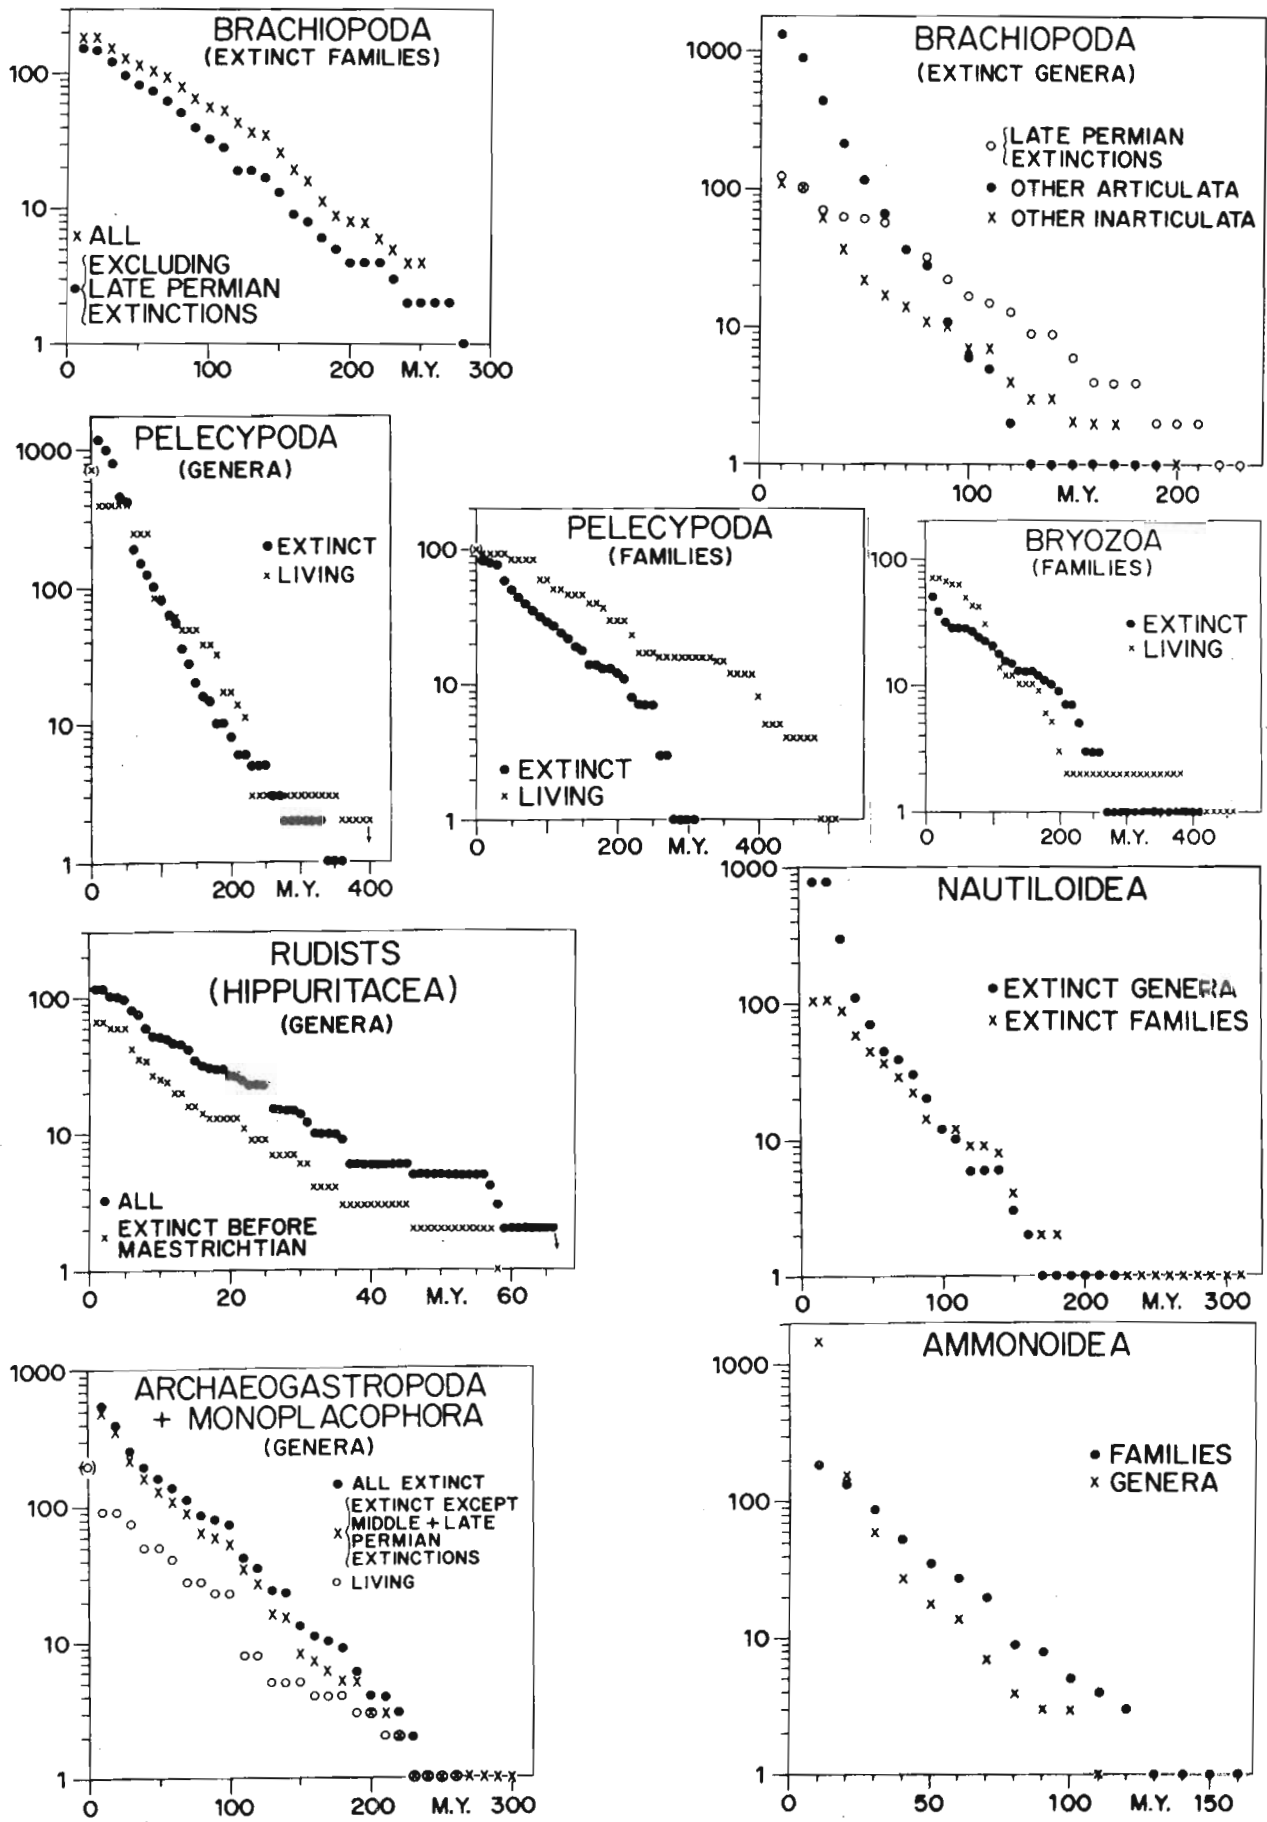 BRACHIOPODA
(EXTINCT FAMILIES)
100
10
1
x ALL
● EXCLUDING
LATE PERMIAN
EXTINCTIONS
0 100 200 M.Y. 300
BRACHIOPODA
(EXTINCT GENERA)
1000
100
10
1
○ LATE PERMIAN
EXTINCTIONS
● OTHER ARTICULATA
x OTHER INARTICULATA
0 100 M.Y. 200
PELECYPODA
(GENERA)
1000
100
10
1
● EXTINCT
x LIVING
0 200 M.Y. 400
PELECYPODA
(FAMILIES)
100
10
1
● EXTINCT
x LIVING
0 200 M.Y. 400
BRYOZOA
(FAMILIES)
100
10
1
● EXTINCT
x LIVING
0 200 M.Y. 400
RUDISTS
(HIPPURITACEA)
(GENERA)
100
10
1
● ALL
x EXTINCT BEFORE
MAESTRICHTIAN
0 20 40 M.Y. 60
NAUTILOIDEA
1000
100
10
1
● EXTINCT GENERA
x EXTINCT FAMILIES
0 100 200 M.Y. 300
ARCHAEOGASTROPODA
+ MONOPLACOPHORA
(GENERA)
1000
100
10
1
● ALL EXTINCT
x EXTINCT EXCEPT
MIDDLE + LATE
PERMIAN
EXTINCTIONS
○ LIVING
0 100 200 M.Y. 300
AMMONOIDEA
1000
100
10
1
● FAMILIES
x GENERA
0 50 100 M.Y. 150